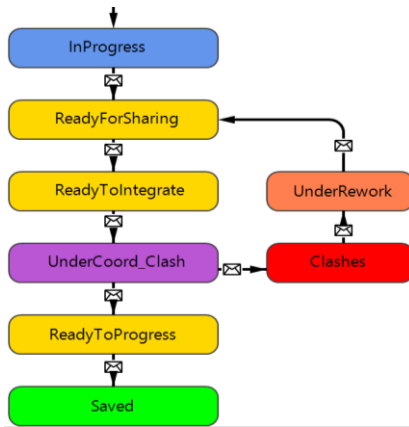 InProgress
ReadyForSharing
ReadyToIntegrate
UnderRework
UnderCoord_Clash
Clashes
ReadyToProgress
Saved